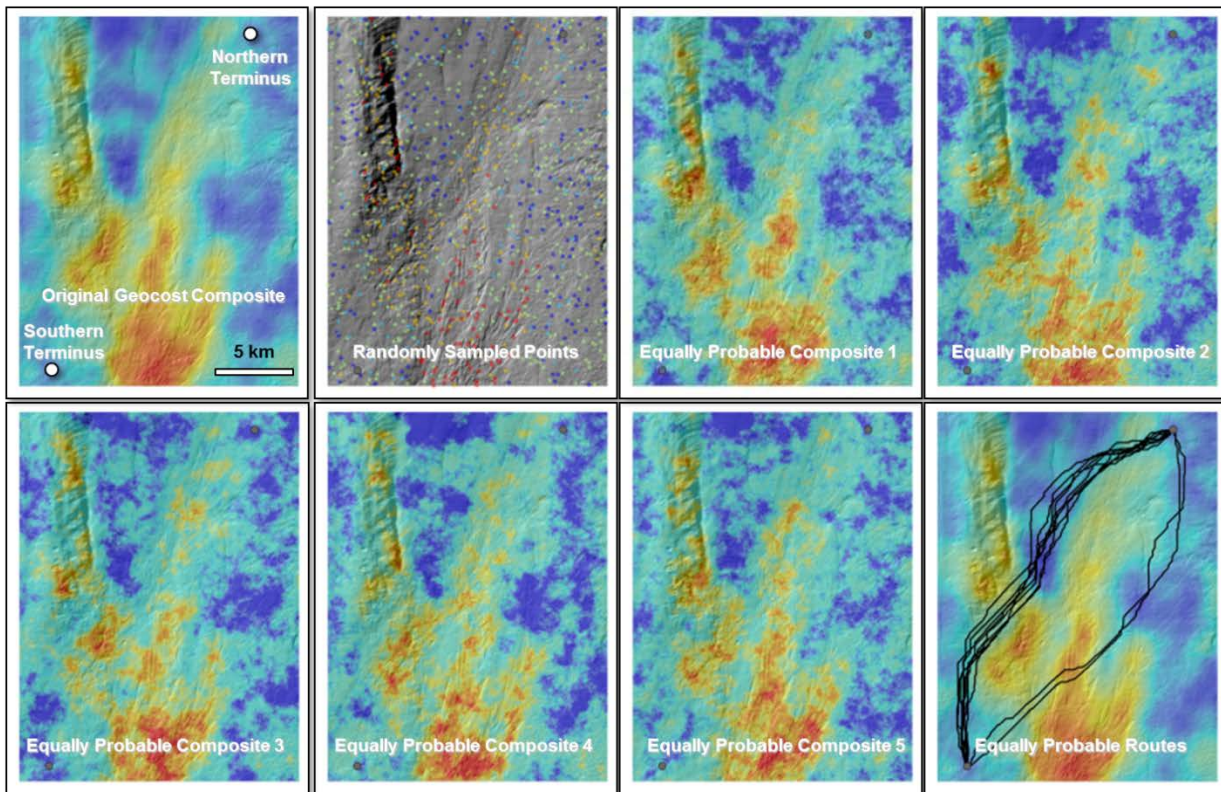 Northern
Terminus
Original Geocost Composite
Southern
Terminus
5 km
Randomly Sampled Points
Equally Probable Composite 1
Equally Probable Composite 2
Equally Probable Composite 3
Equally Probable Composite 4
Equally Probable Composite 5
Equally Probable Routes